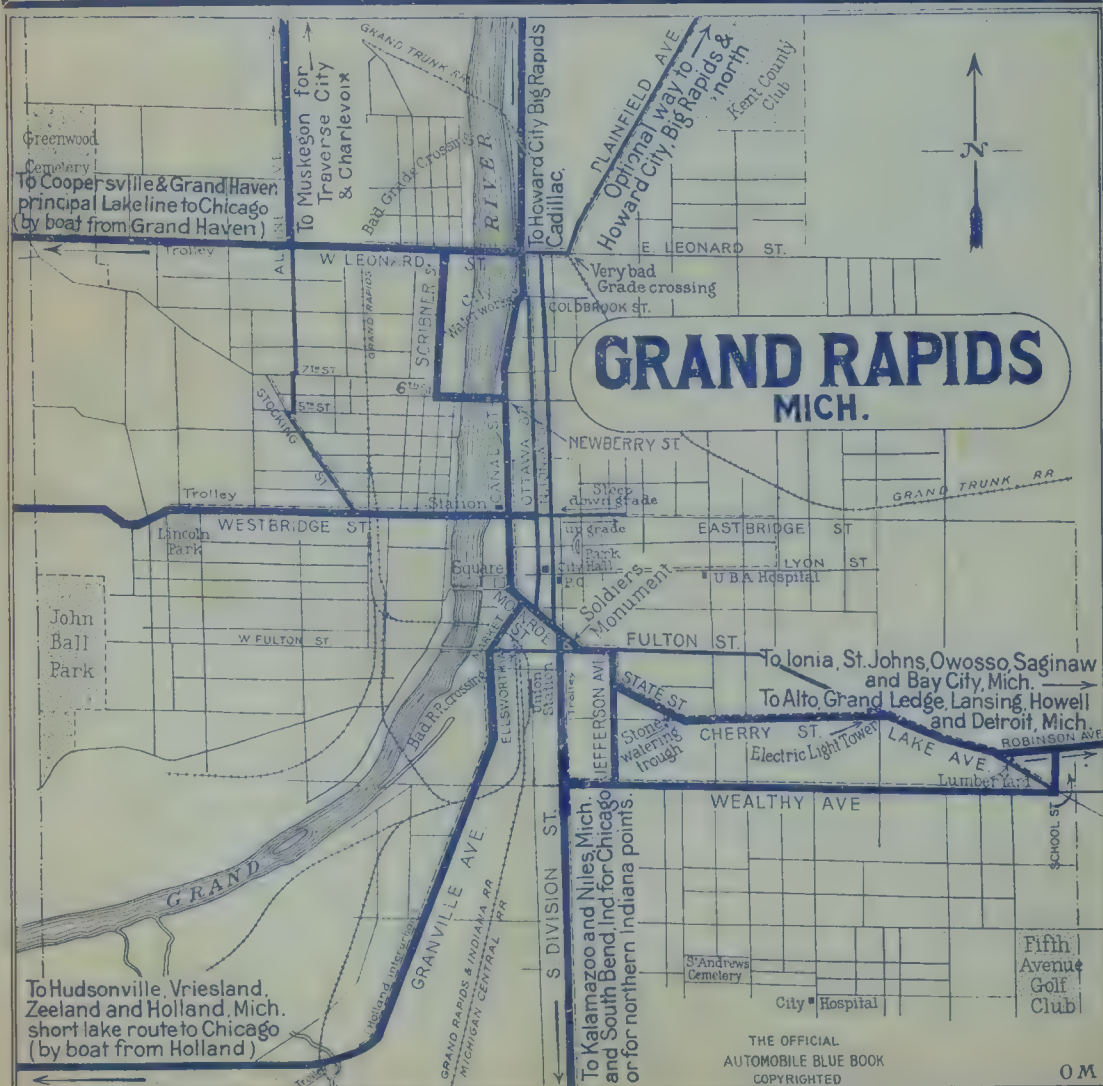 GRAND TRUNK RR
To Muskegon for
Traverse City
& Charlevoix
Bad Grade Crossing
RIVER
To Howard City Big Rapids
Cadillac.
PLAINFIELD AVE
Optional way to
Howard City, Big Rapids &
north
Kent County
Club
N
Greenwood
Cemetery
To Coopersville & Grand Haven
principal Lake line to Chicago
(by boat from Grand Haven)
Trolley
W LEONARD ST.
E. LEONARD ST.
Very bad
Grade crossing
COLDBROOK ST.
SCRIBNER ST
GRAND RAPIDS
Water works
GRAND RAPIDS
MICH.
7TH ST
6TH ST
5TH ST.
STOCKING ST
CANAL ST
OTTAWA ST
IONIA
NEWBERRY ST
GRAND TRUNK RR
Trolley
Station
Steep
down grade
WESTBRIDGE ST.
EASTBRIDGE ST
up grade
Lincoln
Park
Park
City Hall
P.O
LYON ST
U B A Hospital
Square
Soldiers
Monument
MONROE ST
MARKET
John
Ball
Park
W FULTON ST.
FULTON ST.
To Ionia, St. Johns, Owosso, Saginaw
and Bay City, Mich.
To Alto, Grand Ledge, Lansing, Howell
and Detroit, Mich.
ROBINSON AVE.
Bad R.R. crossing
ELLSWORTH
Union
Station
Trolley
JEFFERSON AVE
STATE ST
Stone
watering
trough
CHERRY ST.
Electric Light Tower
LAKE AVE
Lumber Yard
WEALTHY AVE
SCHOOL ST
GRAND
GRANVILLE AVE
GRAND RAPIDS & INDIANA RR
MICHIGAN CENTRAL RR
S DIVISION ST.
To Kalamazoo and Niles, Mich.
and South Bend, Ind. for Chicago
or for northern Indiana points.
St Andrews
Cemetery
City Hospital
Fifth
Avenue
Golf
Club
To Hudsonville, Vriesland,
Zeeland and Holland, Mich.
short lake route to Chicago
(by boat from Holland)
Holland interurban
THE OFFICIAL
AUTOMOBILE BLUE BOOK
COPYRIGHTED
O M